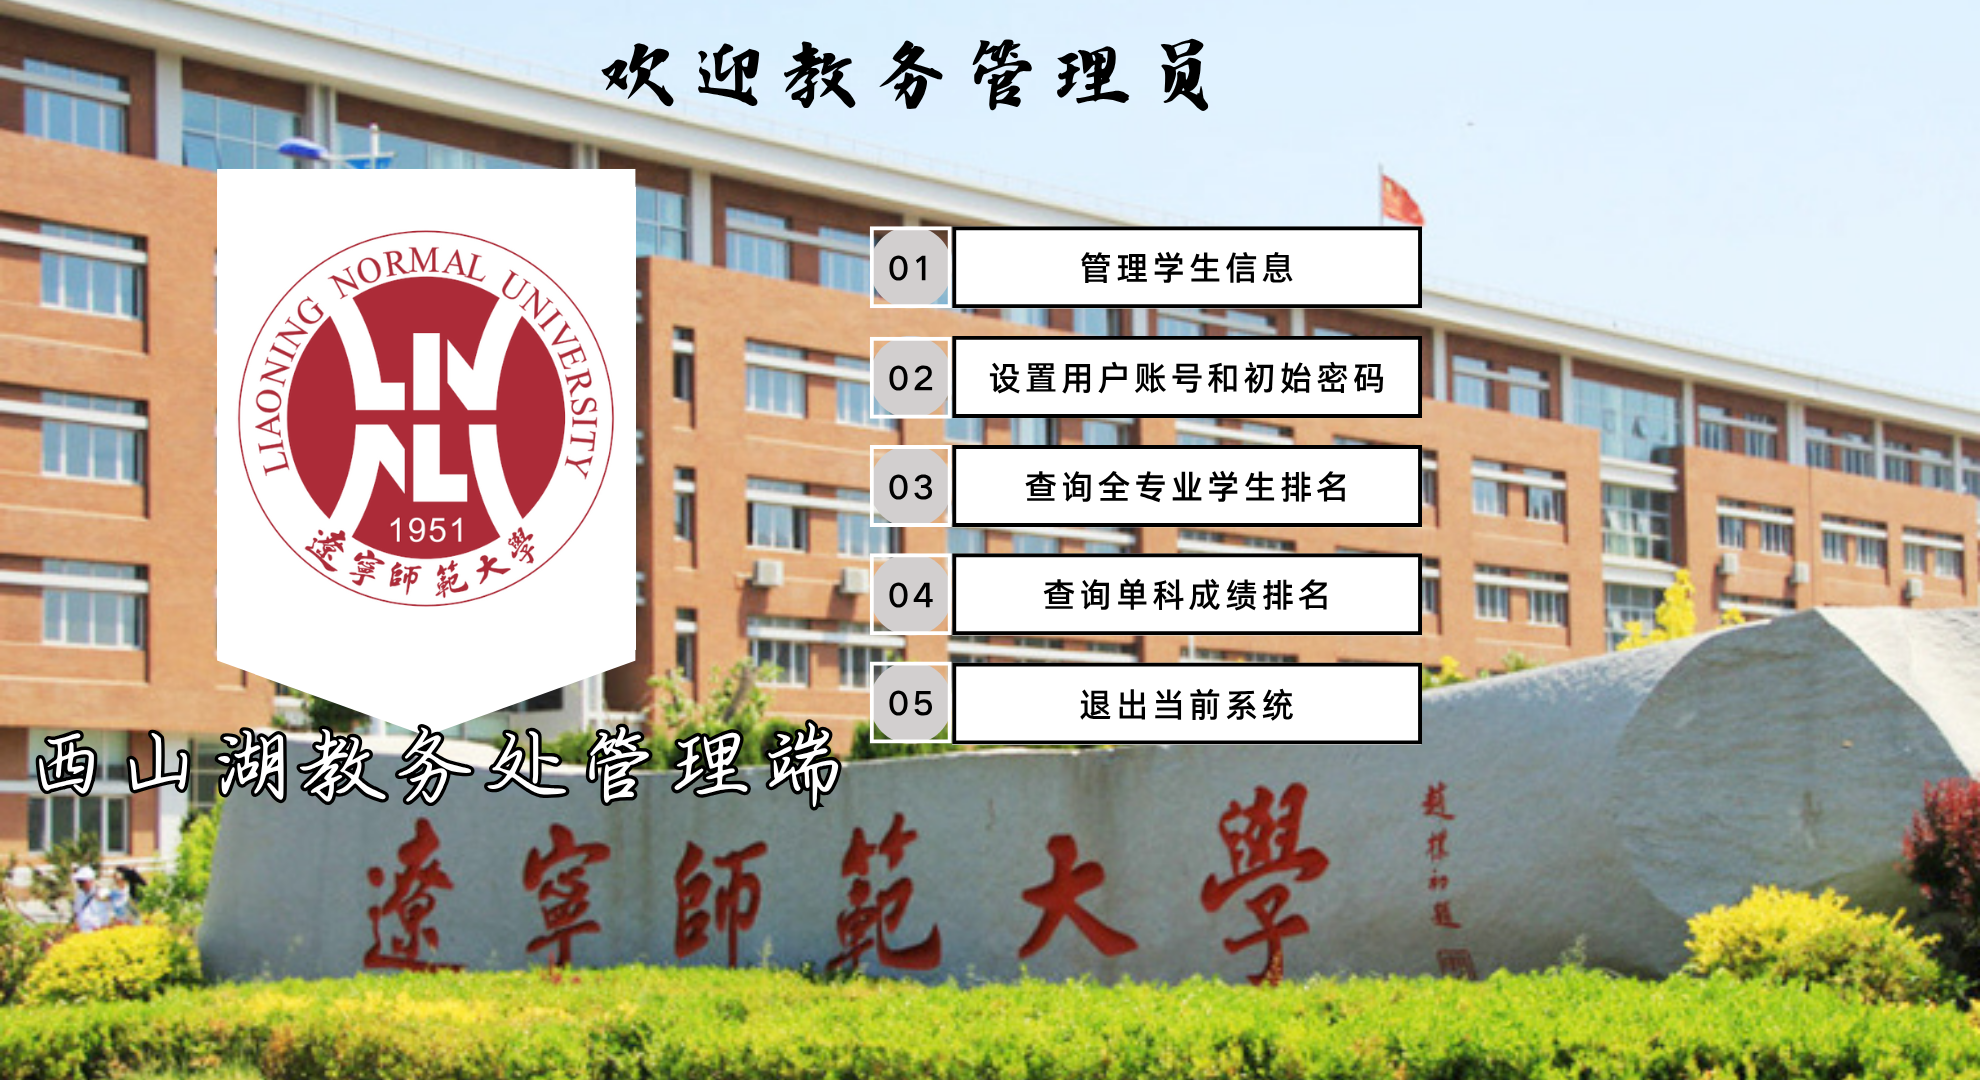 欢迎教务管理员
LIAONING NORMAL UNIVERSITY
1951
遼寧師範大學
01 管理学生信息
02 设置用户账号和初始密码
03 查询全专业学生排名
04 查询单科成绩排名
05 退出当前系统
西山湖教务处管理端
遼寧師範大學
趙樸初題